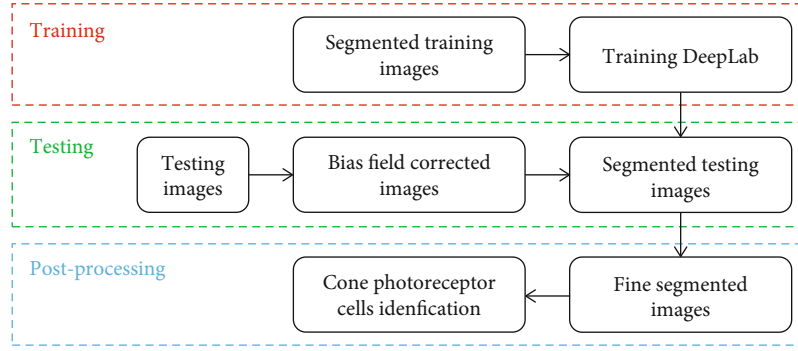 Training
Segmented training
images
Training DeepLab
Testing
Testing
images
Bias field corrected
images
Segmented testing
images
Post-processing
Cone photoreceptor
cells idenfication
Fine segmented
images